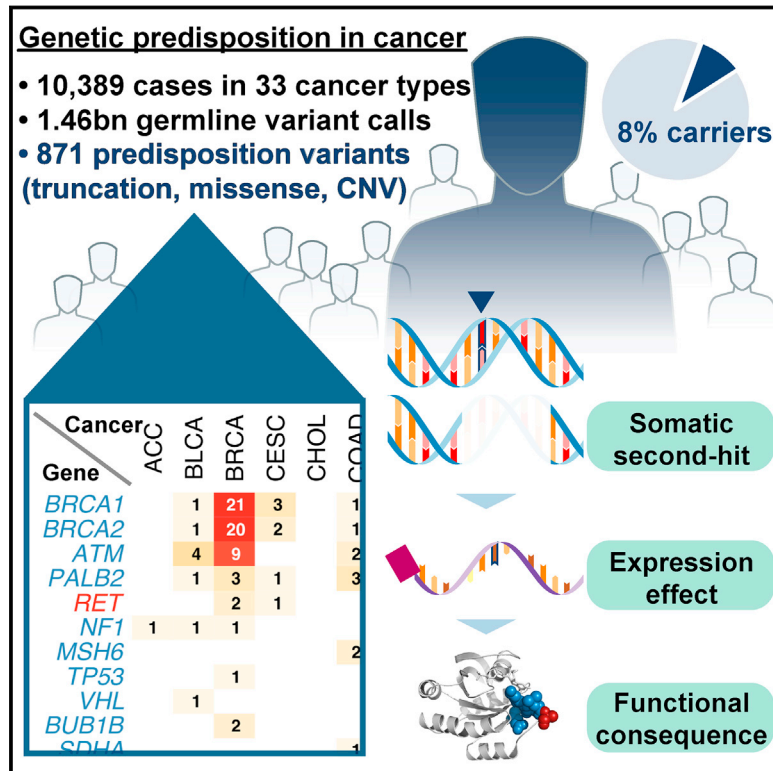 Genetic predisposition in cancer
• 10,389 cases in 33 cancer types
• 1.46bn germline variant calls
• 871 predisposition variants
(truncation, missense, CNV)
8% carriers
Cancer
Gene
ACC BLCA BRCA CESC CHOL COAD
BRCA1 1 21 3 1
BRCA2 1 20 2 1
ATM 4 9 2
PALB2 1 3 1 3
RET 2 1
NF1 1 1 1
MSH6 2
TP53 1
VHL 1
BUB1B 2
SDHA 1
Somatic
second-hit
Expression
effect
Functional
consequence